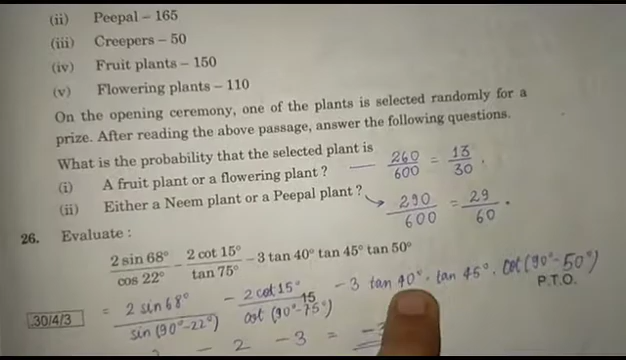 (ii) Peepal – 165
(iii) Creepers – 50
(iv) Fruit plants – 150
(v) Flowering plants – 110
On the opening ceremony, one of the plants is selected randomly for a
prize. After reading the above passage, answer the following questions.
What is the probability that the selected plant is
(i) A fruit plant or a flowering plant ? — 260/600 = 13/30 .
(ii) Either a Neem plant or a Peepal plant ? → 290/600 = 29/60 .
26. Evaluate :
2 sin 68°/cos 22° – 2 cot 15°/tan 75° – 3 tan 40° tan 45° tan 50°
= 2 sin 68°/sin (90°-22°) - 2 cot 15°/cot (90°-75°) - 3 tan 40° . tan 45° . cot (90°-50°)
15
P.T.O.
.30/4/3
- 2 - 3 =